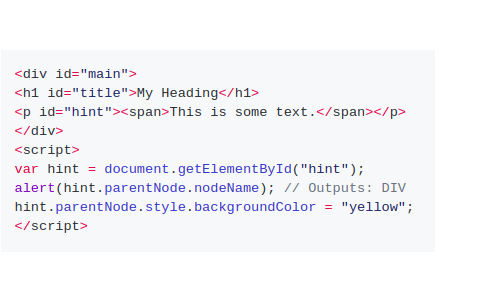 <div id="main">
<h1 id="title">My Heading</h1>
<p id="hint"><span>This is some text.</span></p>
</div>
<script>
var hint = document.getElementById("hint");
alert(hint.parentNode.nodeName); // Outputs: DIV
hint.parentNode.style.backgroundColor = "yellow";
</script>